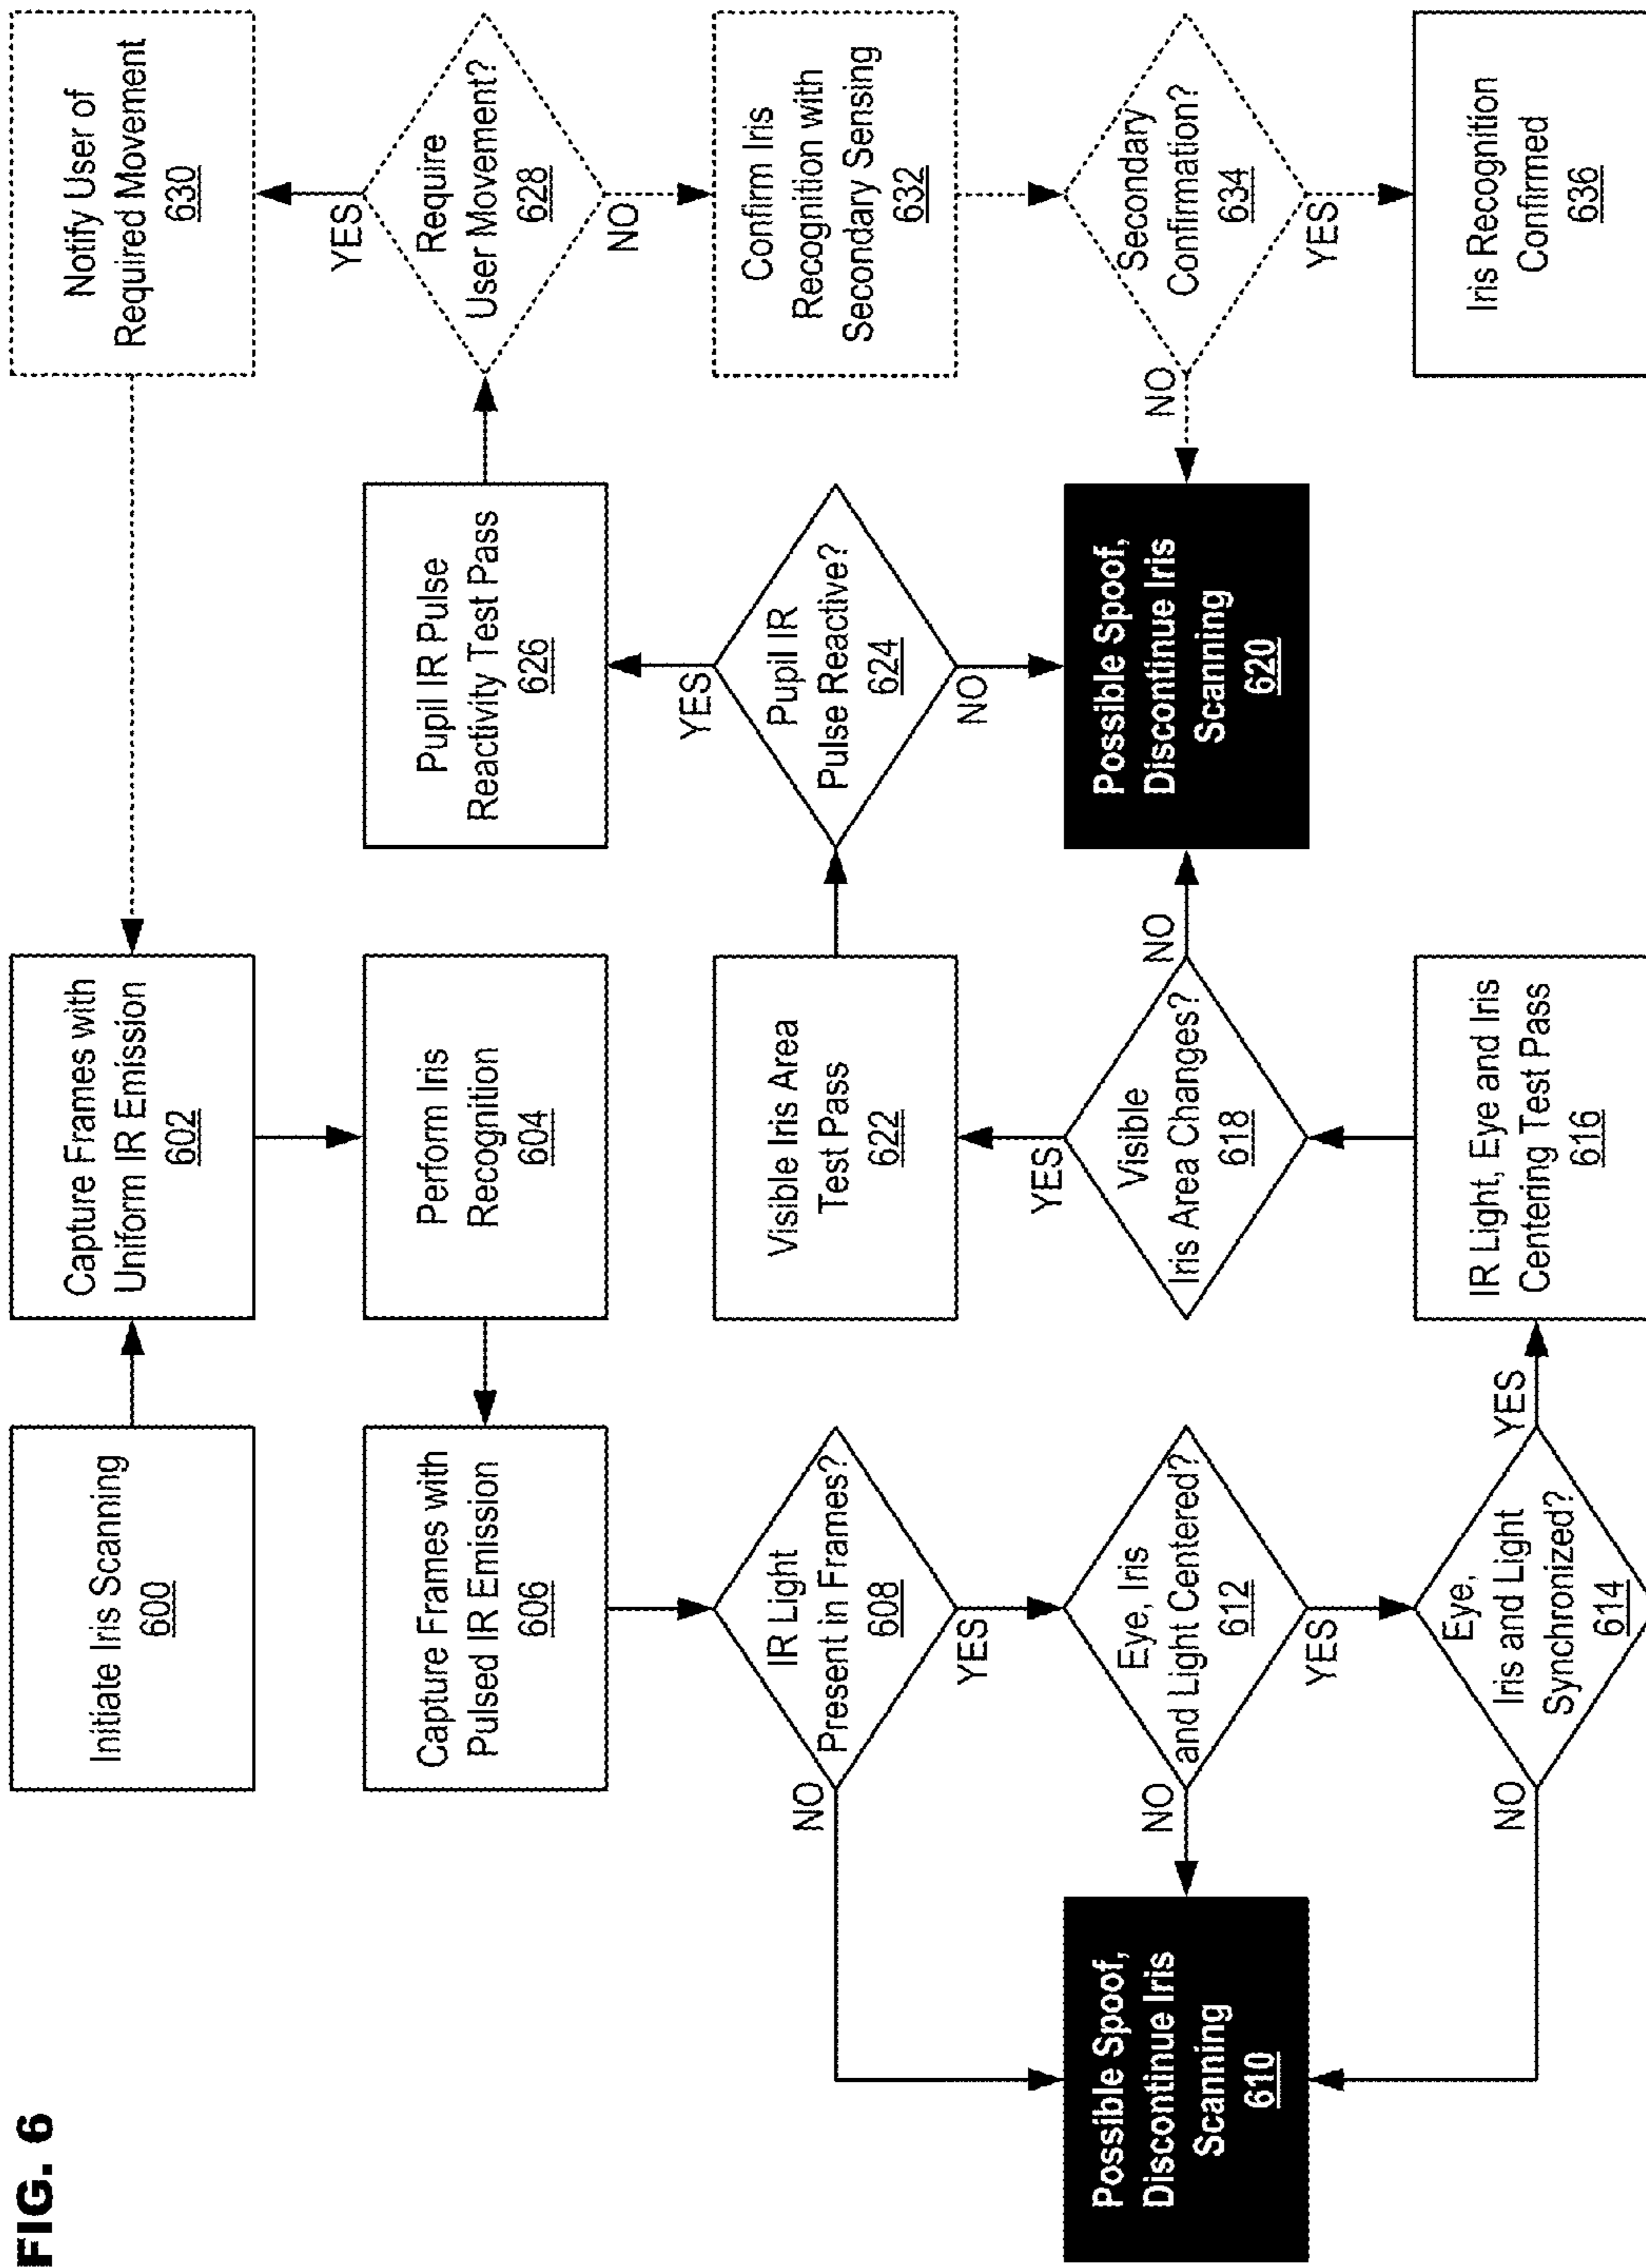 FIG. 6
Initiate Iris Scanning
600
Capture Frames with
Uniform IR Emission
602
Perform Iris
Recognition
604
Capture Frames with
Pulsed IR Emission
606
IR Light
Present in Frames?
608
NO
YES
Possible Spoof,
Discontinue Iris
Scanning
610
Eye, Iris
and Light Centered?
612
NO
YES
Eye,
Iris and Light
Synchronized?
614
NO
YES
IR Light, Eye and Iris
Centering Test Pass
616
Visible
Iris Area Changes?
618
NO
YES
Possible Spoof,
Discontinue Iris
Scanning
620
Visible Iris Area
Test Pass
622
Pupil IR
Pulse Reactive?
624
NO
YES
Pupil IR Pulse
Reactivity Test Pass
626
Require
User Movement?
628
YES
NO
Notify User of
Required Movement
630
Confirm Iris
Recognition with
Secondary Sensing
632
Secondary
Confirmation?
634
NO
YES
Iris Recognition
Confirmed
636